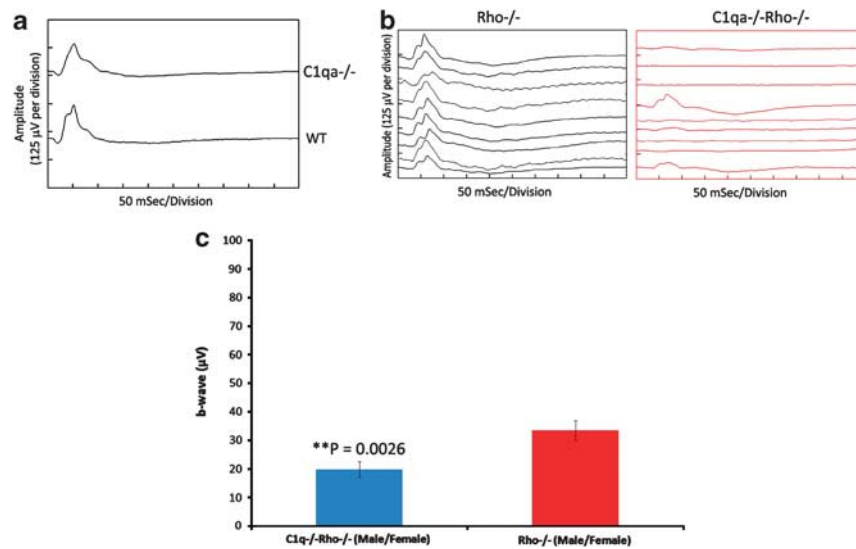 a
Amplitude
(125 µV per division)
C1qa-/-
WT
50 mSec/Division
b
Rho-/-
C1qa-/-Rho-/-
Amplitude (125 µV per division)
50 mSec/Division
50 mSec/Division
c
b-wave (µV)
100
90
80
70
60
50
40
30
20
10
0
**P = 0.0026
C1q-/-Rho-/- (Male/Female)
Rho-/- (Male/Female)